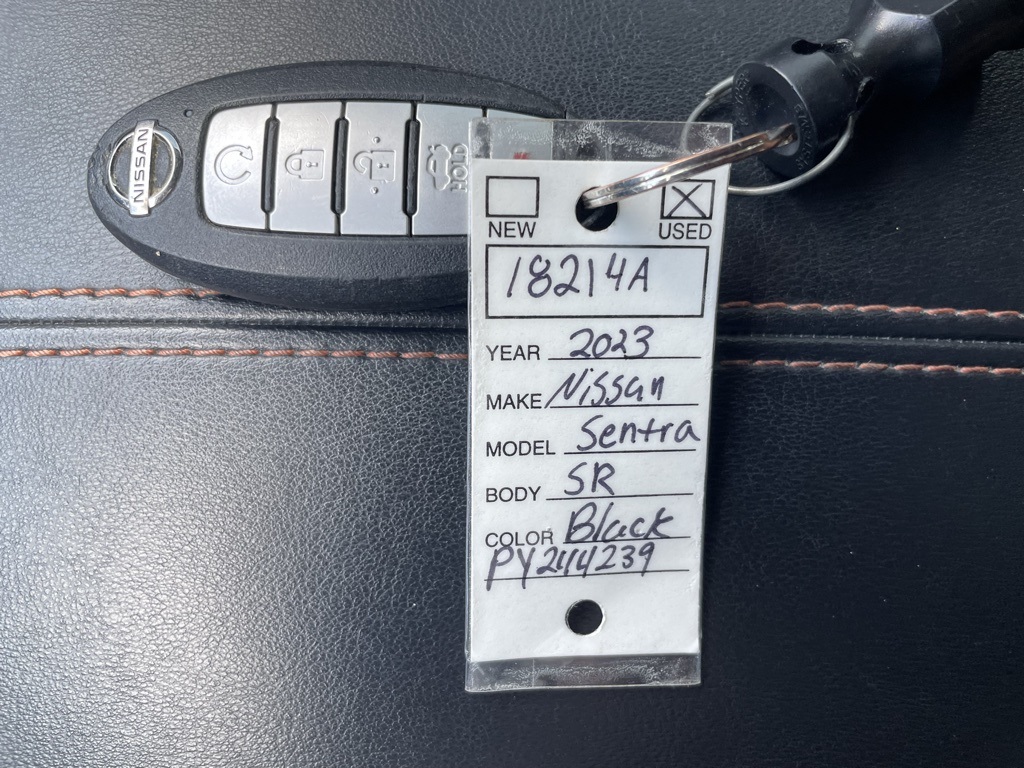 NISSAN
HOLD
NEW USED
18214A
YEAR 2023
MAKE Nissan
MODEL Sentra
BODY SR
COLOR Black
PY244239